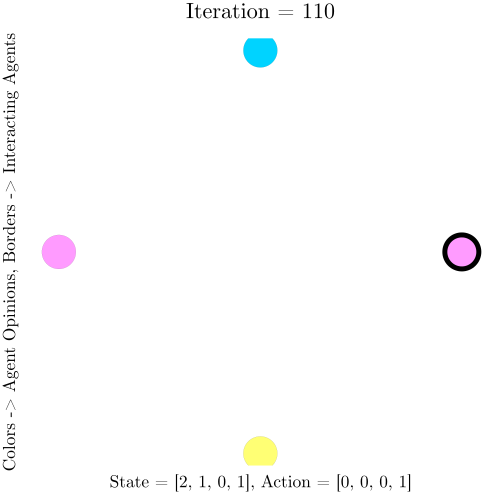 Iteration = 110
Colors -> Agent Opinions, Borders -> Interacting Agents
State = [2, 1, 0, 1], Action = [0, 0, 0, 1]